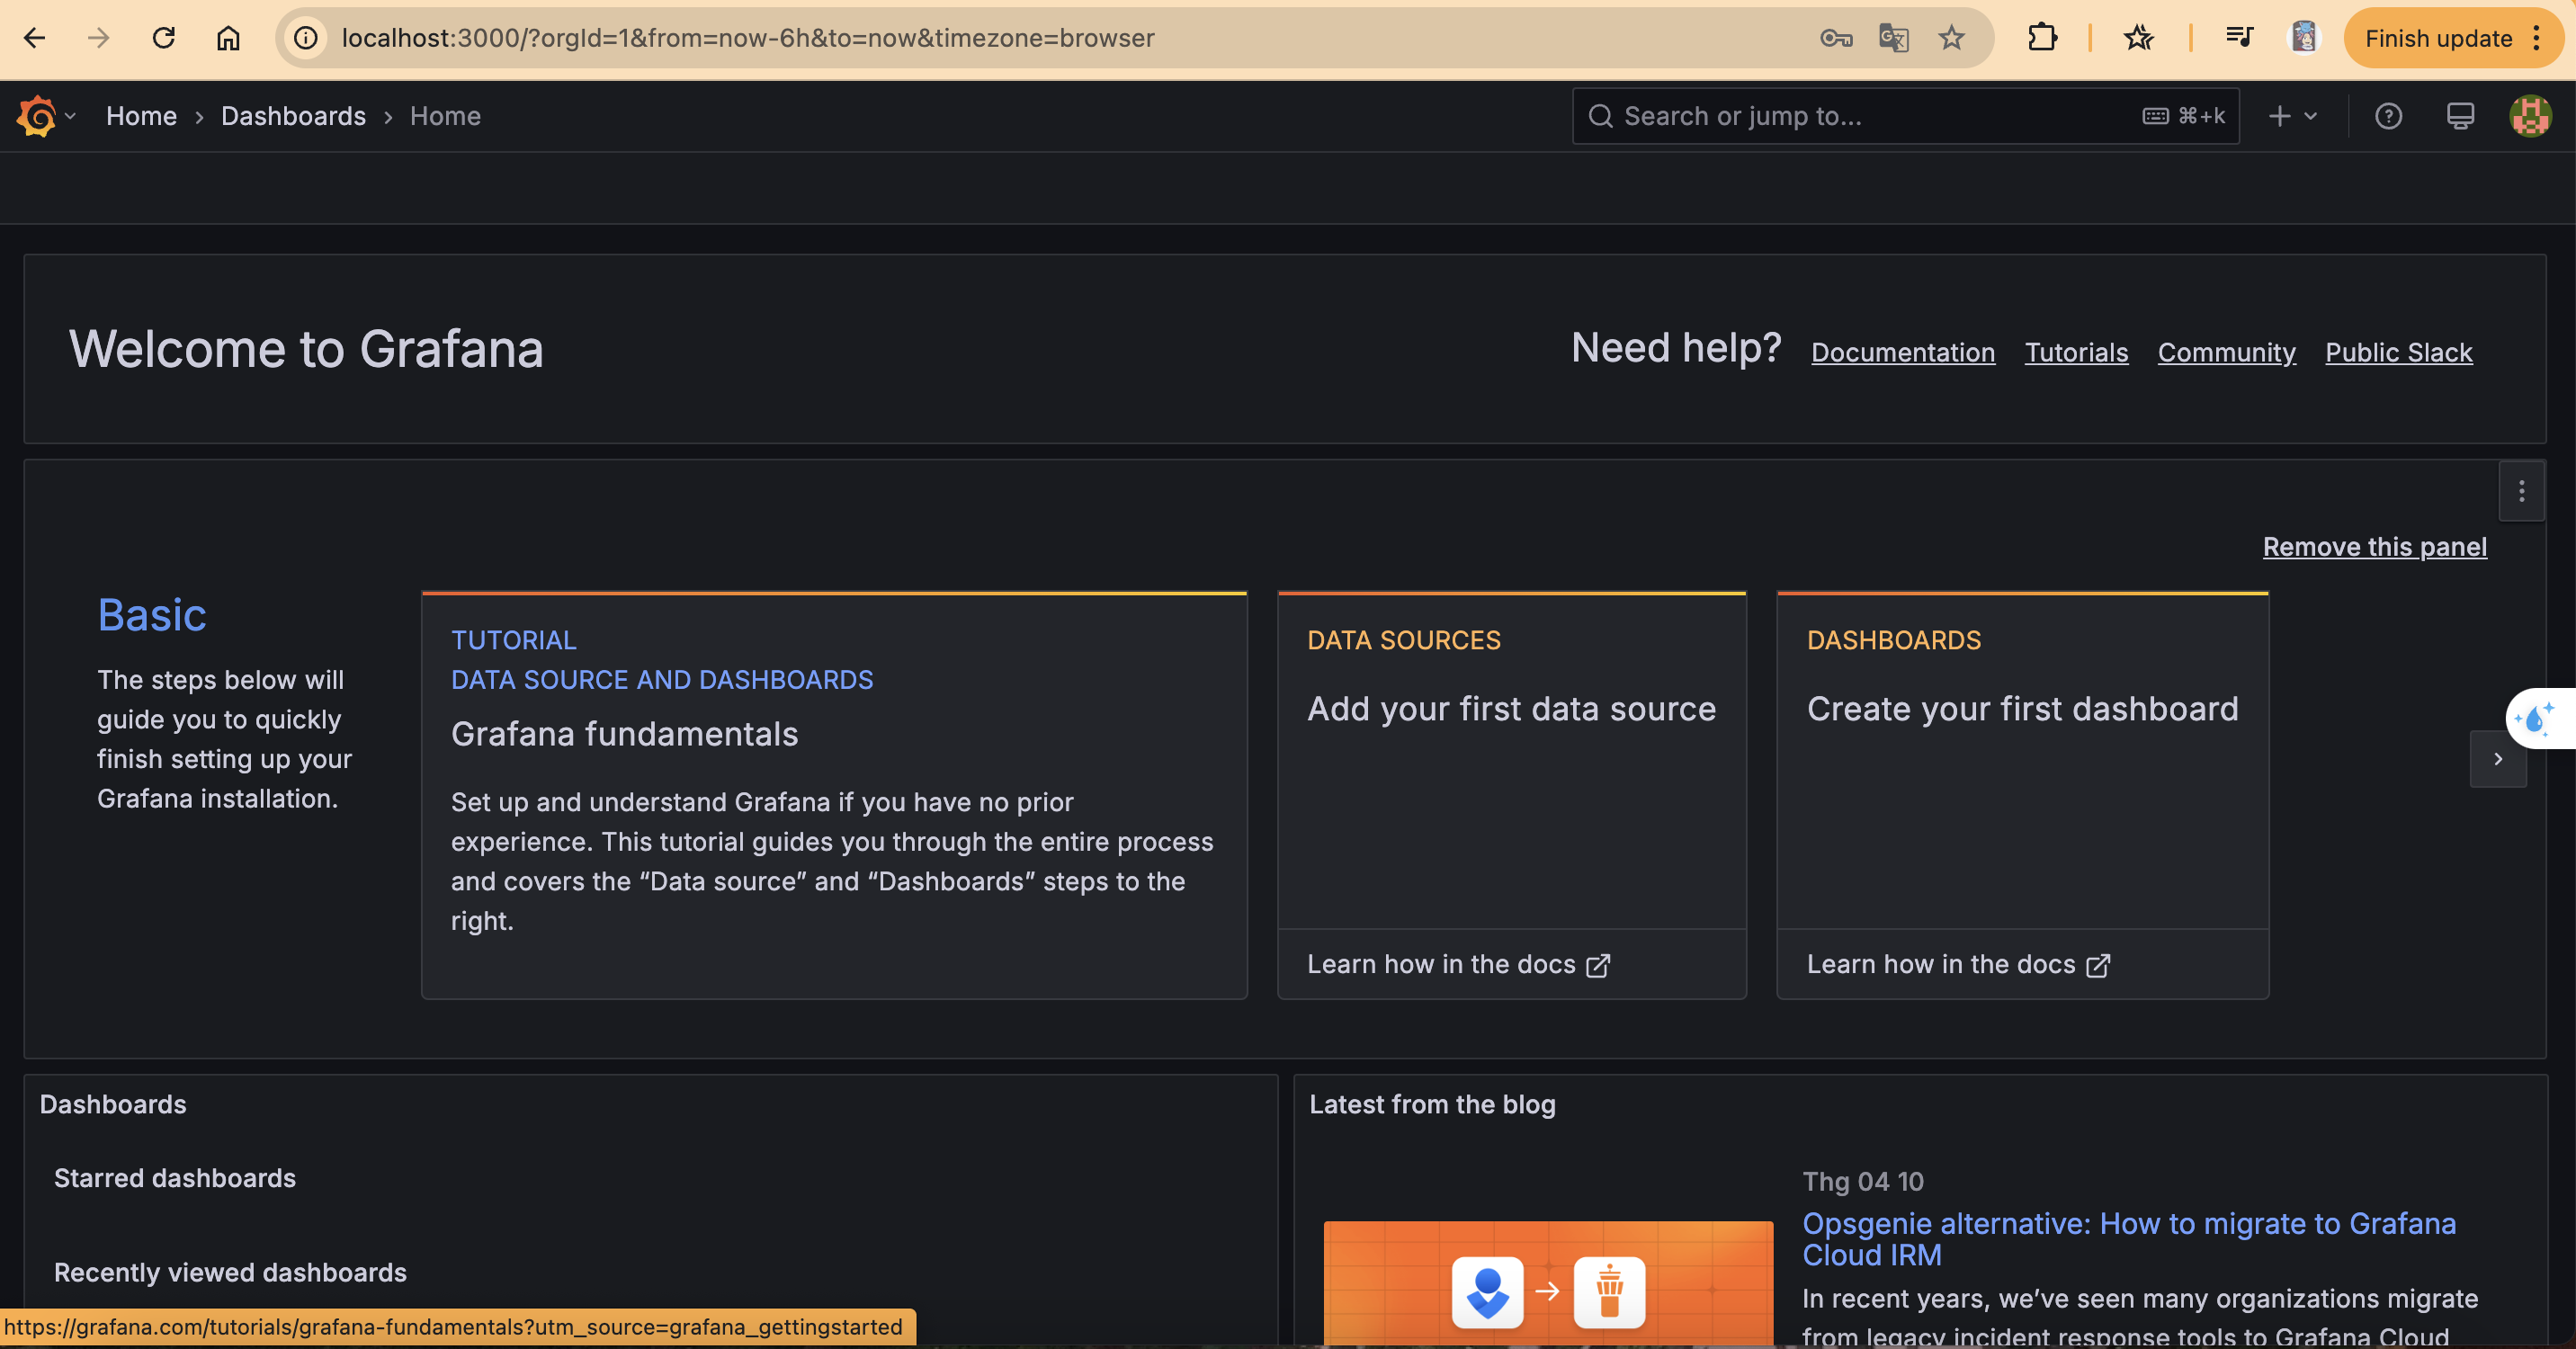 localhost:3000/?orgId=1&from=now-6h&to=now&timezone=browser
Finish update
Home › Dashboards › Home
Search or jump to...
⌘+k
Welcome to Grafana
Need help?
Documentation
Tutorials
Community
Public Slack
Remove this panel
Basic
The steps below will
guide you to quickly
finish setting up your
Grafana installation.
TUTORIAL
DATA SOURCE AND DASHBOARDS
Grafana fundamentals
Set up and understand Grafana if you have no prior
experience. This tutorial guides you through the entire process
and covers the “Data source” and “Dashboards” steps to the
right.
DATA SOURCES
Add your first data source
Learn how in the docs
DASHBOARDS
Create your first dashboard
Learn how in the docs
Dashboards
Starred dashboards
Recently viewed dashboards
Latest from the blog
Thg 04 10
Opsgenie alternative: How to migrate to Grafana
Cloud IRM
In recent years, we’ve seen many organizations migrate
from legacy incident response tools to Grafana Cloud
https://grafana.com/tutorials/grafana-fundamentals?utm_source=grafana_gettingstarted